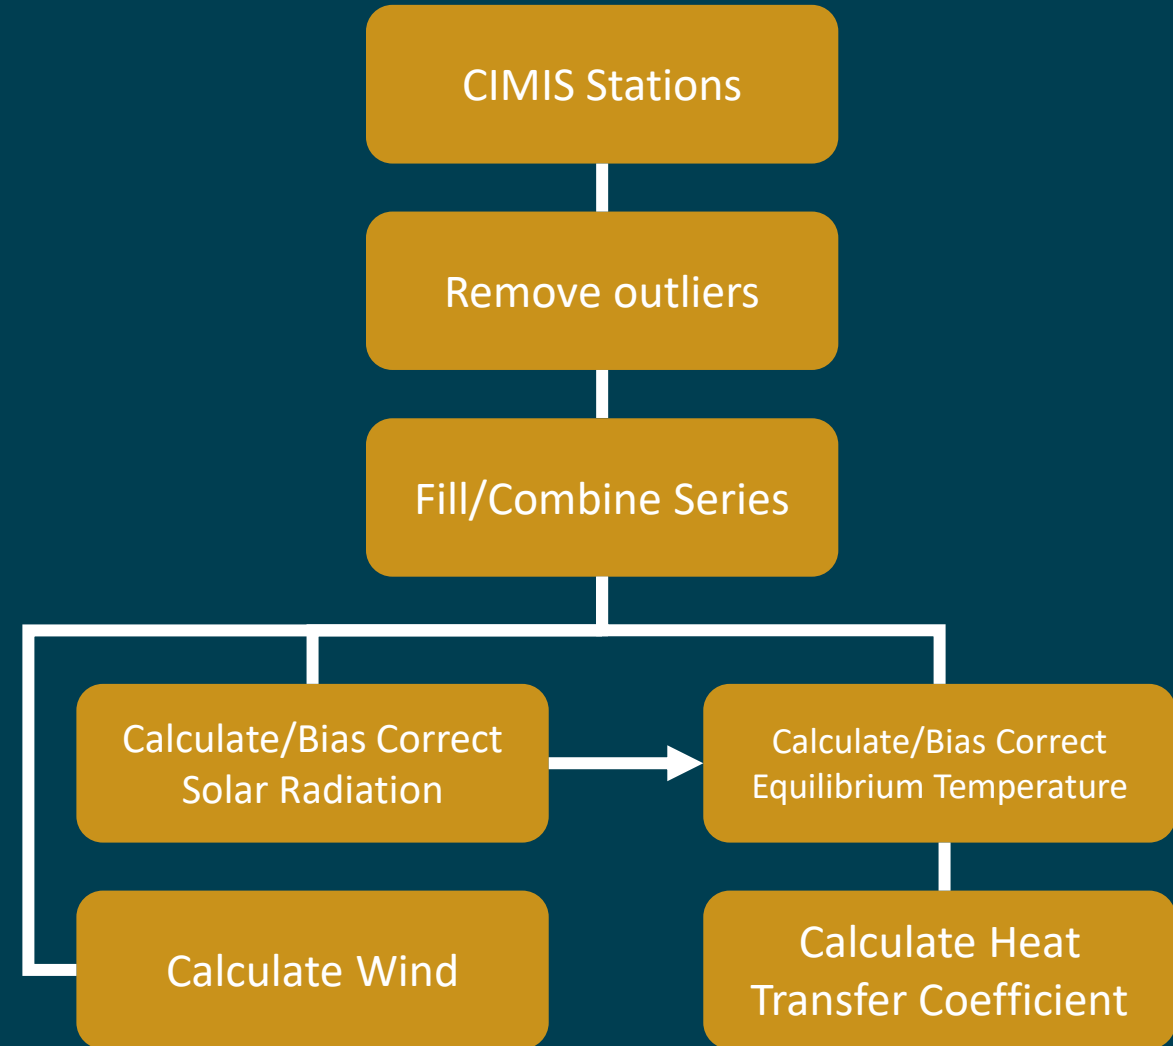 CIMIS Stations
Remove outliers
Fill/Combine Series
Calculate/Bias Correct
Solar Radiation
Calculate/Bias Correct
Equilibrium Temperature
Calculate Wind
Calculate Heat
Transfer Coefficient